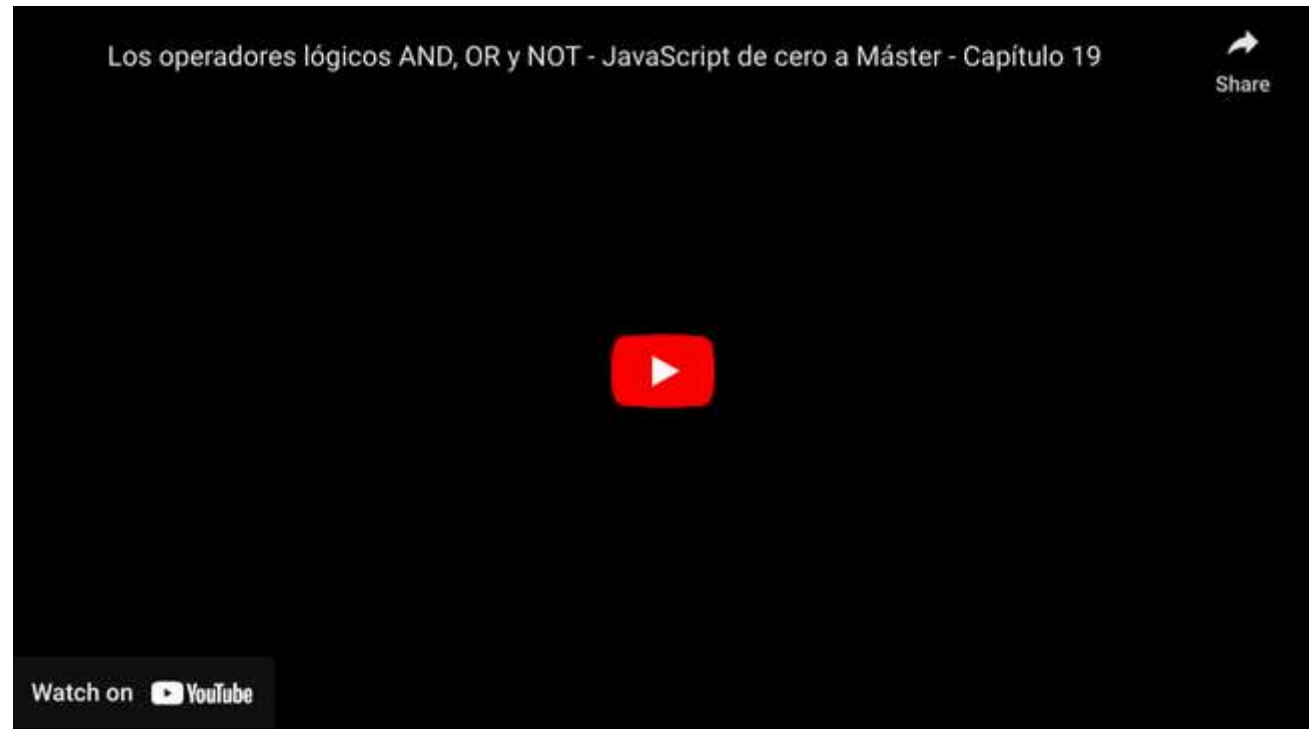 Los operadores lógicos AND, OR y NOT - JavaScript de cero a Máster - Capítulo 19
Share
Watch on YouTube